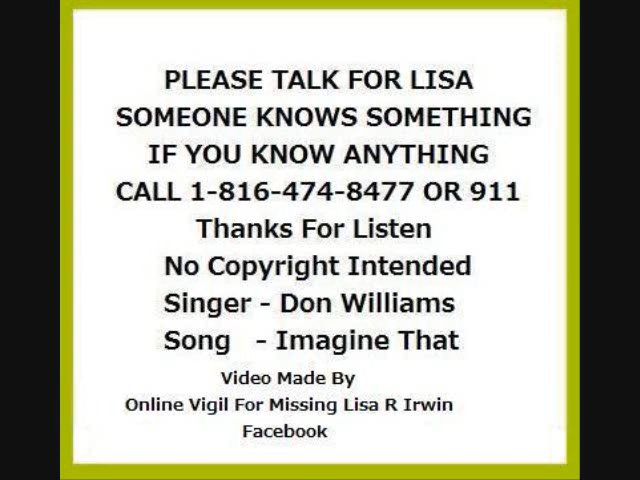 PLEASE TALK FOR LISA
SOMEONE KNOWS SOMETHING
IF YOU KNOW ANYTHING
CALL 1-816-474-8477 OR 911
Thanks For Listen
No Copyright Intended
Singer - Don Williams
Song - Imagine That
Video Made By
Online Vigil For Missing Lisa R Irwin
Facebook